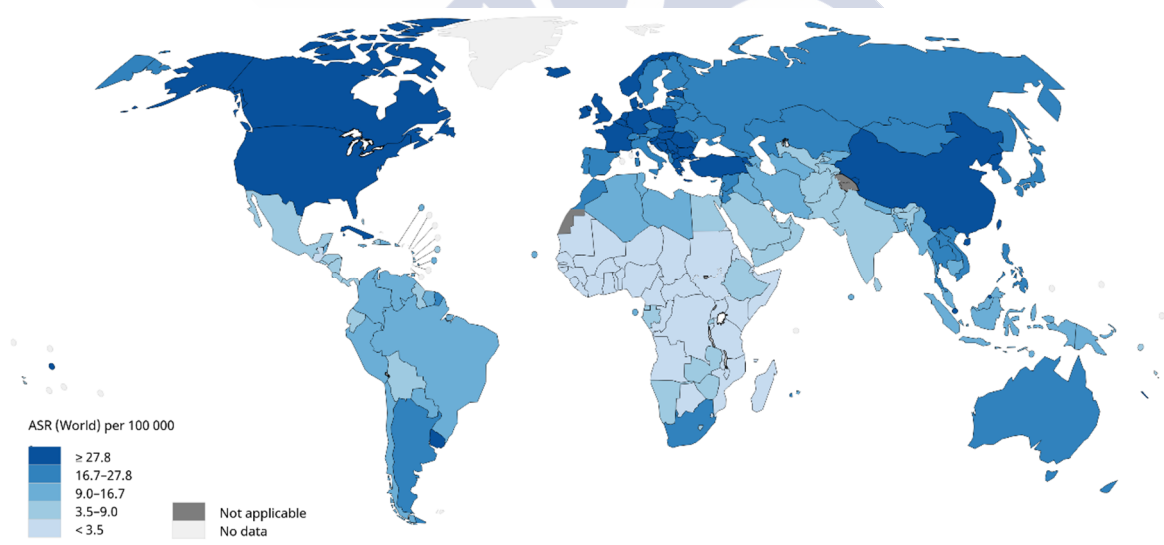 ASR (World) per 100 000
≥ 27.8
16.7–27.8
9.0–16.7
3.5–9.0
< 3.5
Not applicable
No data